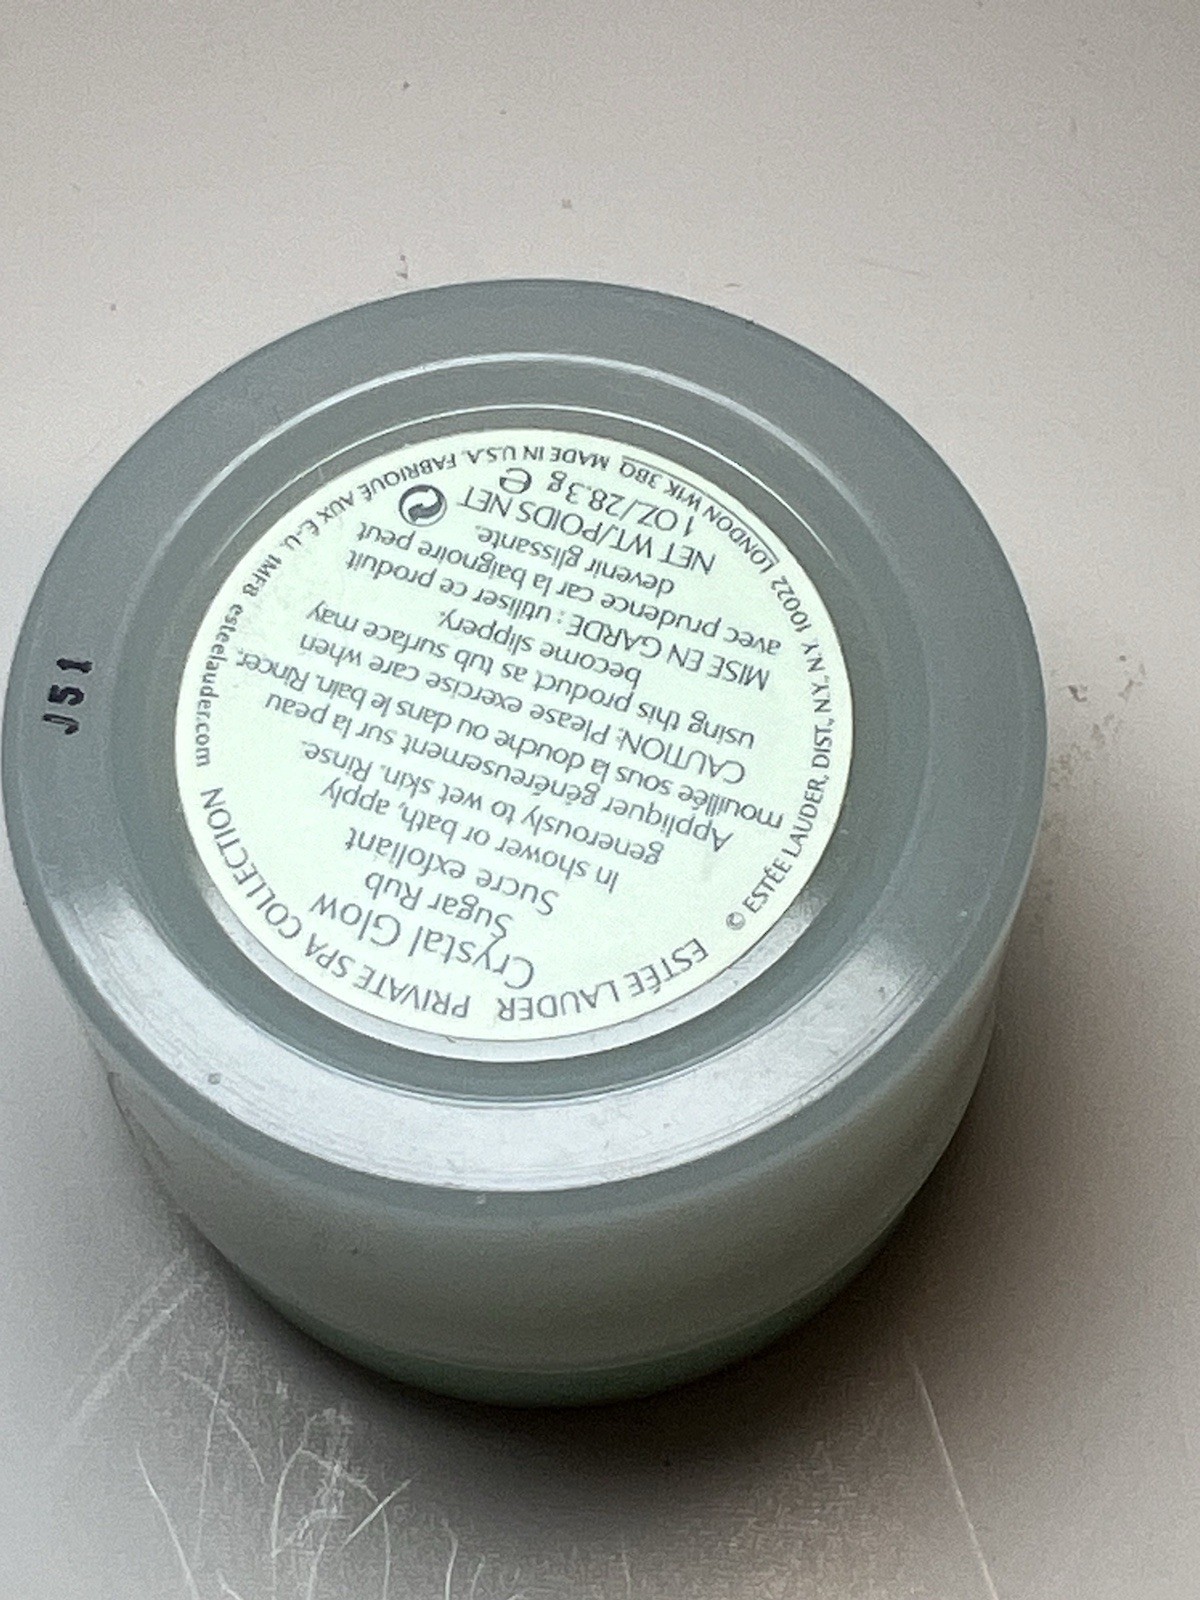 ESTĒE LAUDER PRIVATE SPA COLLECTION
Crystal Glow
Sugar Rub
Sucre exfoliant
In shower or bath, apply
generously to wet skin. Rinse.
Appliquer généreusement sur la peau
mouillée sous la douche ou dans le bain. Rincer.
CAUTION: Please exercise care when
using this product as tub surface may
become slippery.
MISE EN GARDE : utiliser ce produit
avec prudence car la baignoire peut
devenir glissante.
NET WT./POIDS NET
1 OZ/28.3 g ℮
© ESTĒE LAUDER, DIST., N.Y., N.Y. 10022 LONDON W1K 3BQ MADE IN U.S.A. FABRIQUÉ AUX É.-U. 1MF8 esteelauder.com
J51